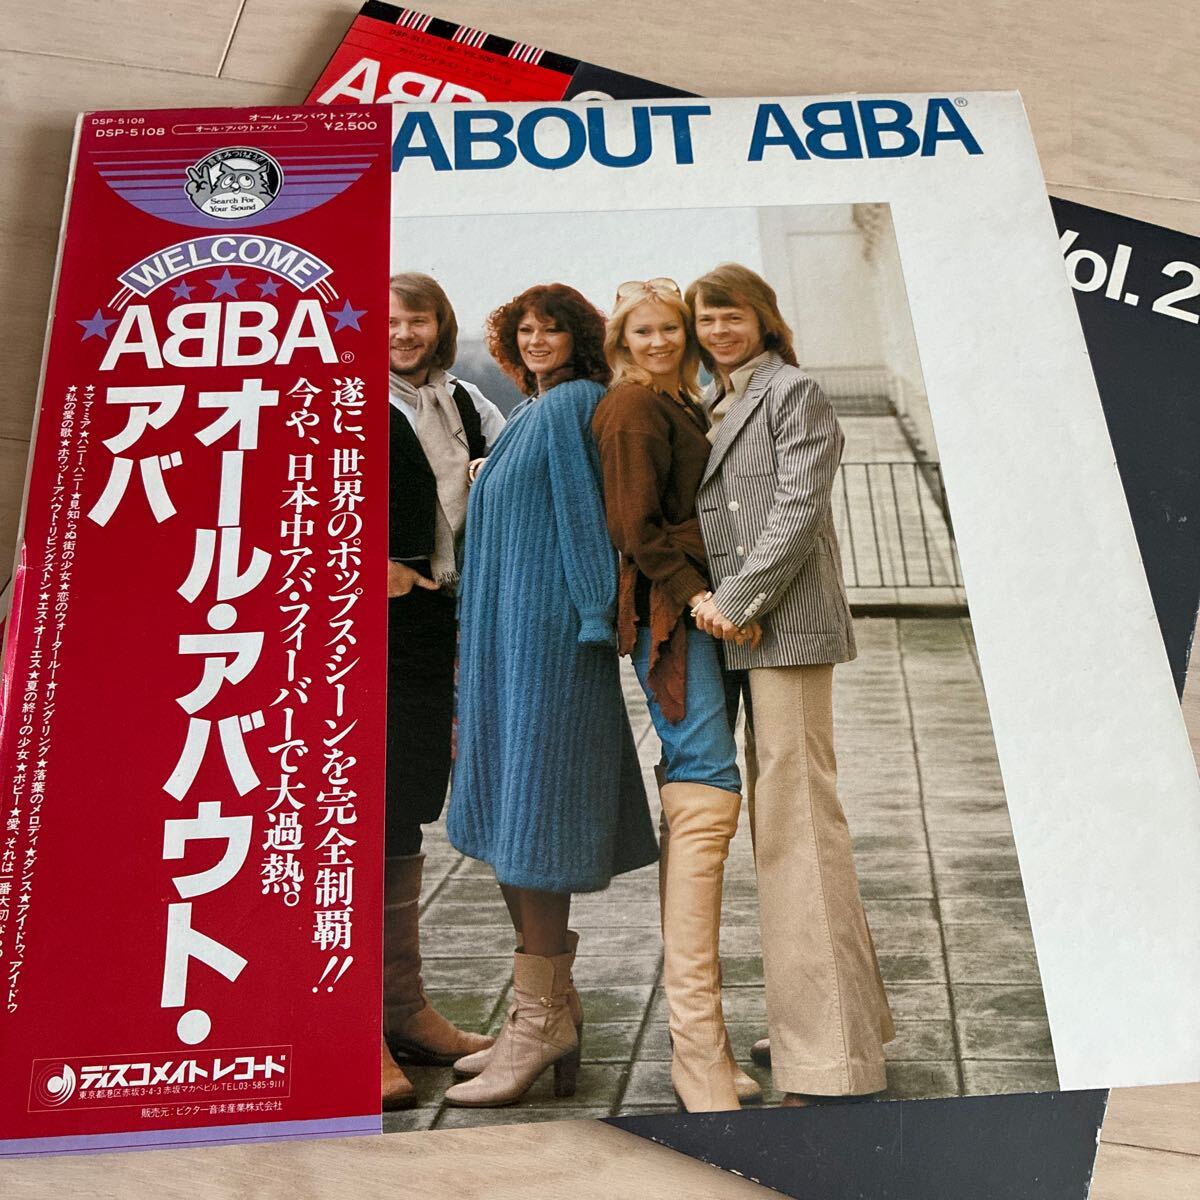 ABB
Vol. 2
ABOUT ABBA®
DSP-5108
オール・アバウト・アバ
DSP-5108
オール・アバウト・アバ
¥2,500
音楽みつけよう!!
Search For
Your Sound
WELCOME
ABBA®
オール・アバウト・
アバ
遂に、世界のポップス・シーンを完全制覇!!
今や、日本中アバ・フィーバーで大過熱。
★ママ・ミア★ハニー・ハニー★見知らぬ街の少女★恋のウォータールー★リング・リング★落葉のメロディ★ダンス★アイ・ドゥ、アイ・ドゥ
★私の愛の歌★ホワット・アバウト・リビングストン★エス・オー・エス★夏の終りの少女★ボビー★愛、それは一番大切
ディスコメイトレコード
東京都港区赤坂3-4-3 赤坂マカベビル TEL03-585-9111
販売元：ビクター音楽産業株式会社